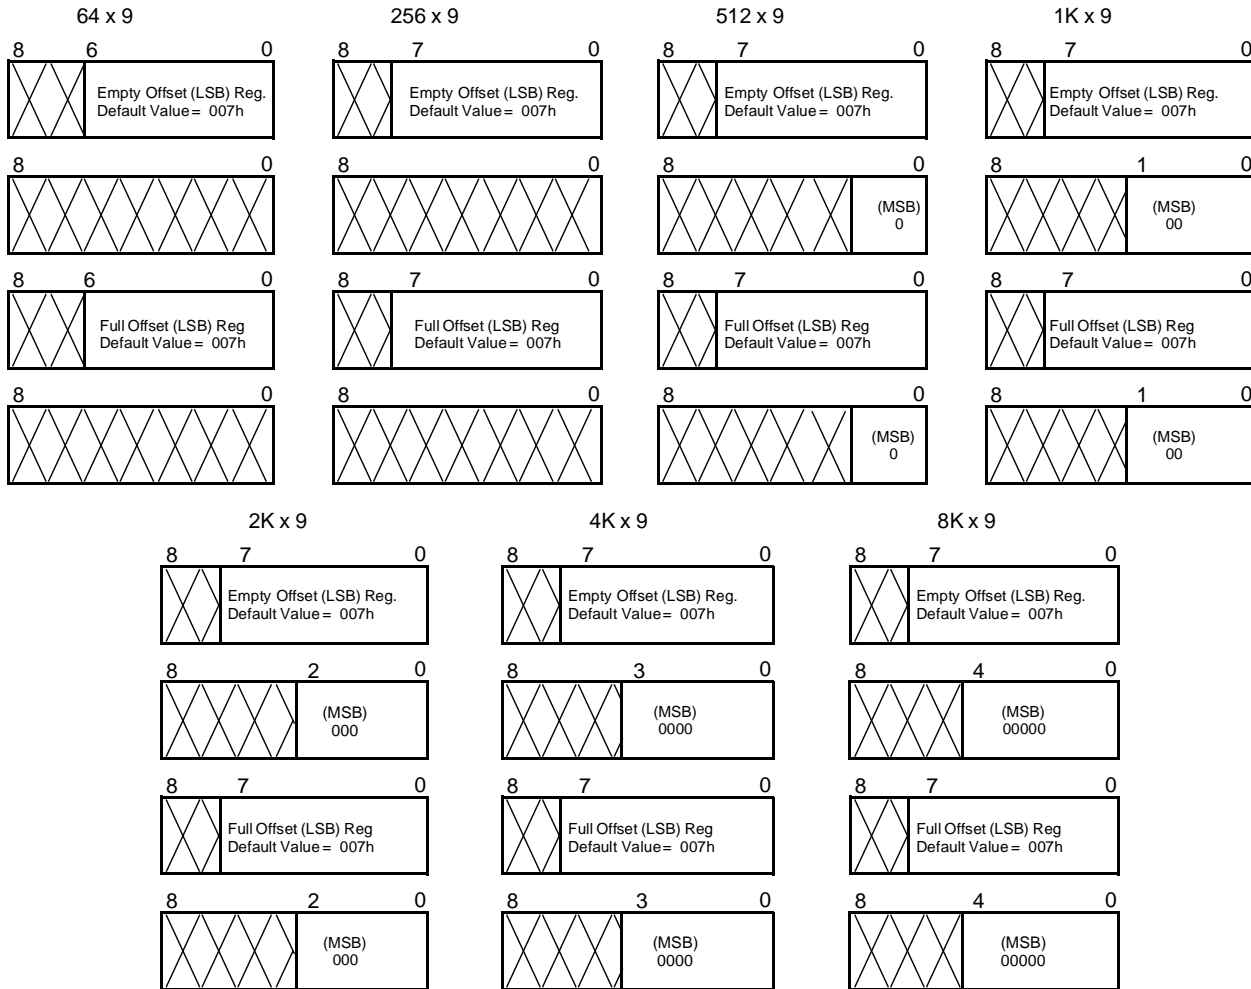 64 x 9
256 x 9
512 x 9
1K x 9
8 6 0
8 7 0
8 7 0
8 7 0
Empty Offset (LSB) Reg.
Default Value = 007h
Empty Offset (LSB) Reg.
Default Value = 007h
Empty Offset (LSB) Reg.
Default Value = 007h
Empty Offset (LSB) Reg.
Default Value = 007h
8 0
8 0
8 0
8 1 0
(MSB)
0
(MSB)
00
8 6 0
8 7 0
8 7 0
8 7 0
Full Offset (LSB) Reg
Default Value = 007h
Full Offset (LSB) Reg
Default Value = 007h
Full Offset (LSB) Reg
Default Value = 007h
Full Offset (LSB) Reg
Default Value = 007h
8 0
8 0
8 0
8 1 0
(MSB)
0
(MSB)
00
2K x 9
4K x 9
8K x 9
8 7 0
8 7 0
8 7 0
Empty Offset (LSB) Reg.
Default Value = 007h
Empty Offset (LSB) Reg.
Default Value = 007h
Empty Offset (LSB) Reg.
Default Value = 007h
8 2 0
8 3 0
8 4 0
(MSB)
000
(MSB)
0000
(MSB)
00000
8 7 0
8 7 0
8 7 0
Full Offset (LSB) Reg
Default Value = 007h
Full Offset (LSB) Reg
Default Value = 007h
Full Offset (LSB) Reg
Default Value = 007h
8 2 0
8 3 0
8 4 0
(MSB)
000
(MSB)
0000
(MSB)
00000